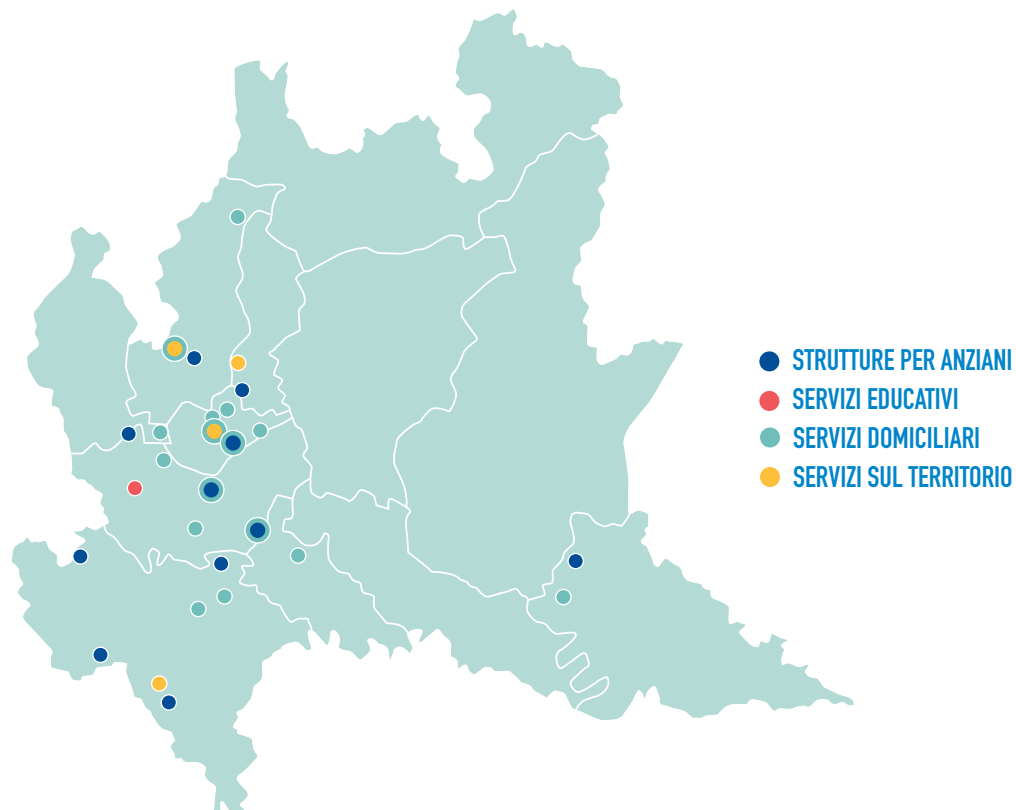 STRUTTURE PER ANZIANI
SERVIZI EDUCATIVI
SERVIZI DOMICILIARI
SERVIZI SUL TERRITORIO